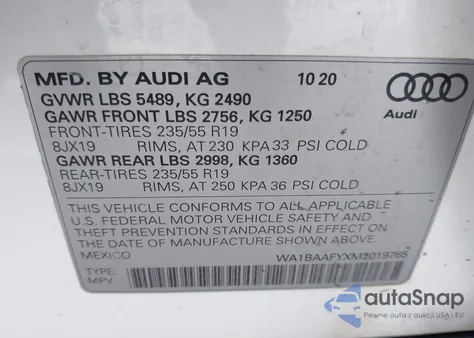 MFD. BY AUDI AG 10 20
GVWR LBS 5489, KG 2490
GAWR FRONT LBS 2756, KG 1250
FRONT-TIRES 235/55 R19
8JX19 RIMS, AT 230 KPA 33 PSI COLD
GAWR REAR LBS 2998, KG 1360
REAR-TIRES 235/55 R19
8JX19 RIMS, AT 250 KPA 36 PSI COLD
Audi
THIS VEHICLE CONFORMS TO ALL APPLICABLE
U.S. FEDERAL MOTOR VEHICLE SAFETY AND
THEFT PREVENTION STANDARDS IN EFFECT ON
THE DATE OF MANUFACTURE SHOWN ABOVE.
MEXICO WA1BAAFYXM2019765
TYPE:
MPV
autaSnap
Pewne auta z USA i EU